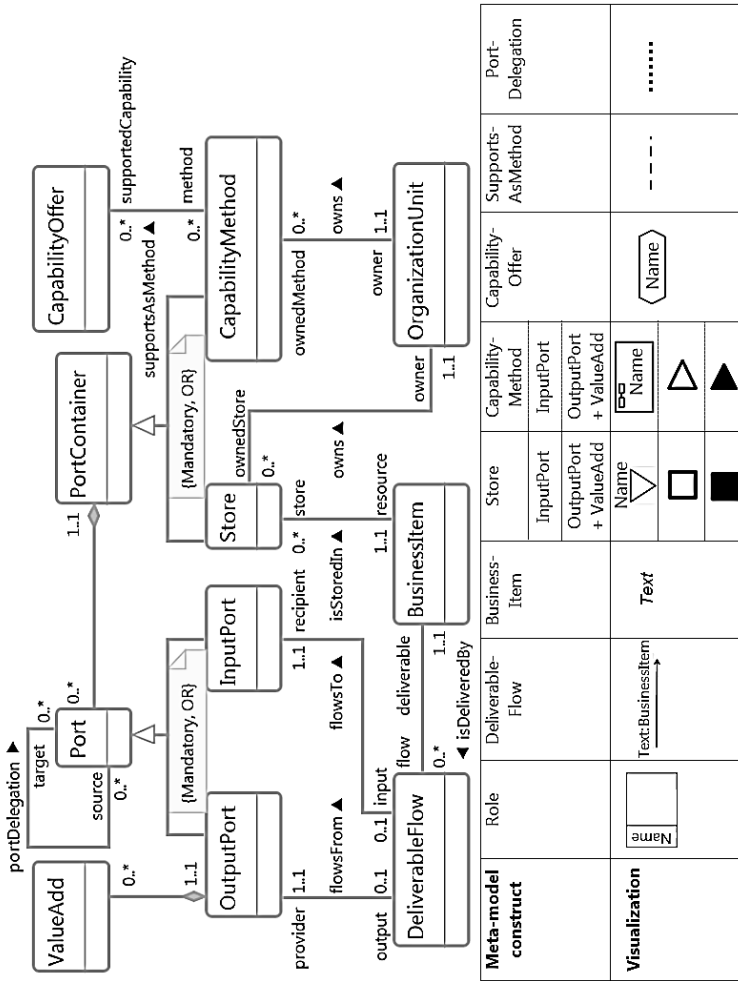 ValueAdd
portDelegation ▶
target
0..*
Port
source
0..*
0..*
1..1
PortContainer
CapabilityOffer
0..*
supportedCapability
supportsAsMethod ▶
0..*
1..1
{Mandatory, OR}
{Mandatory, OR}
0..*
method
OutputPort
InputPort
Store
CapabilityMethod
provider
1..1
1..1
recipient
0..*
store
ownedStore
0..*
ownedMethod
0..*
flowsFrom ▶
flowsTo ▶
isStoredIn ▶
owns ▶
owns ▶
output
0..1
0..1
input
1..1
resource
owner
1..1
owner
1..1
DeliverableFlow
flow
0..*
deliverable
1..1
BusinessItem
OrganizationUnit
◀ isDeliveredBy
Meta-model construct
Role
Deliverable-
Flow
Business-
Item
Store
InputPort
OutputPort
+ ValueAdd
Capability-
Method
InputPort
OutputPort
+ ValueAdd
Capability-
Offer
Supports-
AsMethod
Port-
Delegation
Visualization
Name
Text:BusinessItem
Text
Name
Name
Name